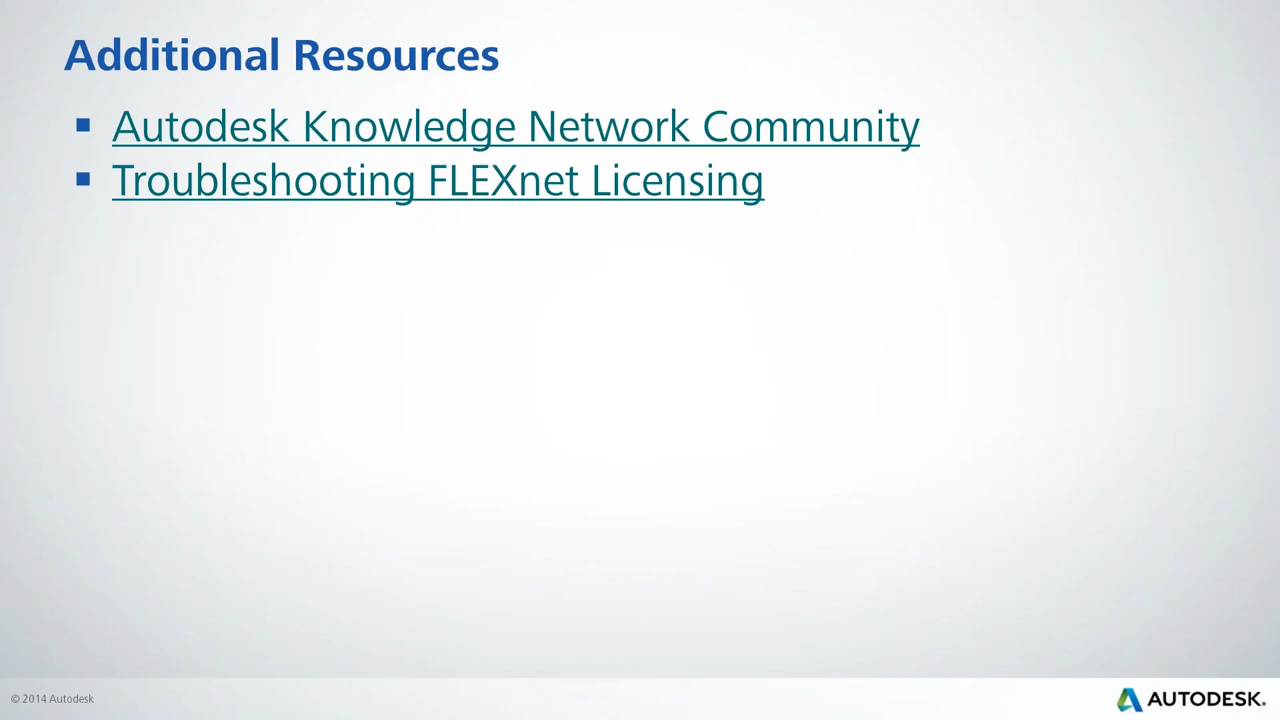 Additional Resources
Autodesk Knowledge Network Community
Troubleshooting FLEXnet Licensing
© 2014 Autodesk
AUTODESK.